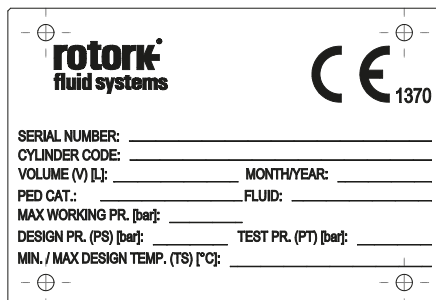 rotork
fluid systems
CE 1370
SERIAL NUMBER:
CYLINDER CODE:
VOLUME (V) [L]: MONTH/YEAR:
PED CAT.: FLUID:
MAX WORKING PR. [bar]:
DESIGN PR. (PS) [bar]: TEST PR. (PT) [bar]:
MIN. / MAX DESIGN TEMP. (TS) [°C]: